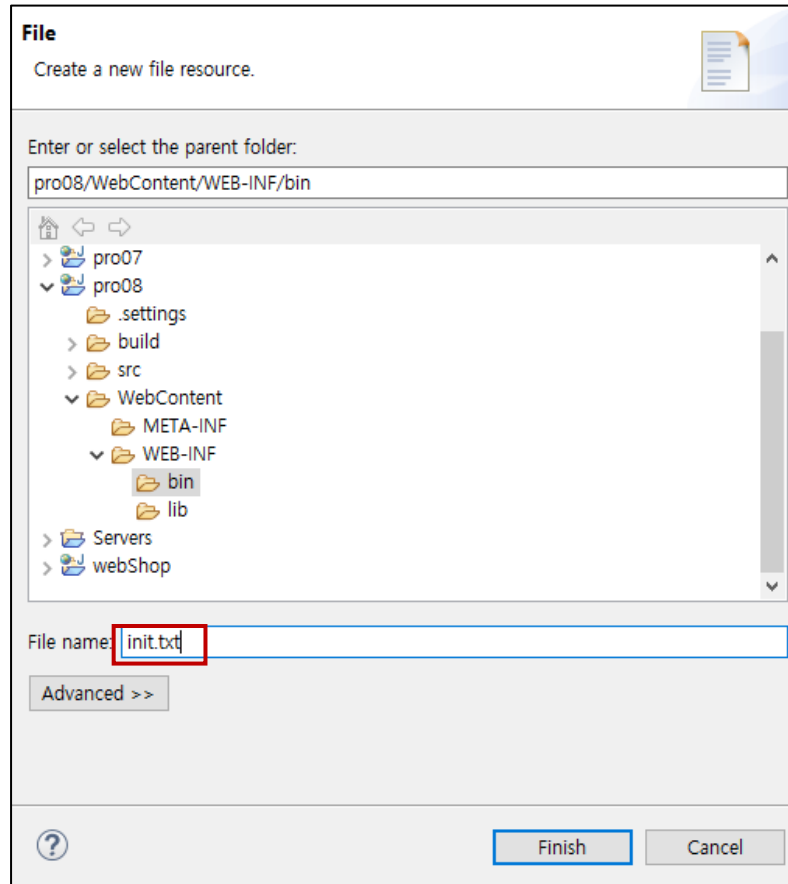 File
Create a new file resource.
Enter or select the parent folder:
pro08/WebContent/WEB-INF/bin
pro07
pro08
.settings
build
src
WebContent
META-INF
WEB-INF
bin
lib
Servers
webShop
File name: init.txt
Advanced >>
?
Finish Cancel